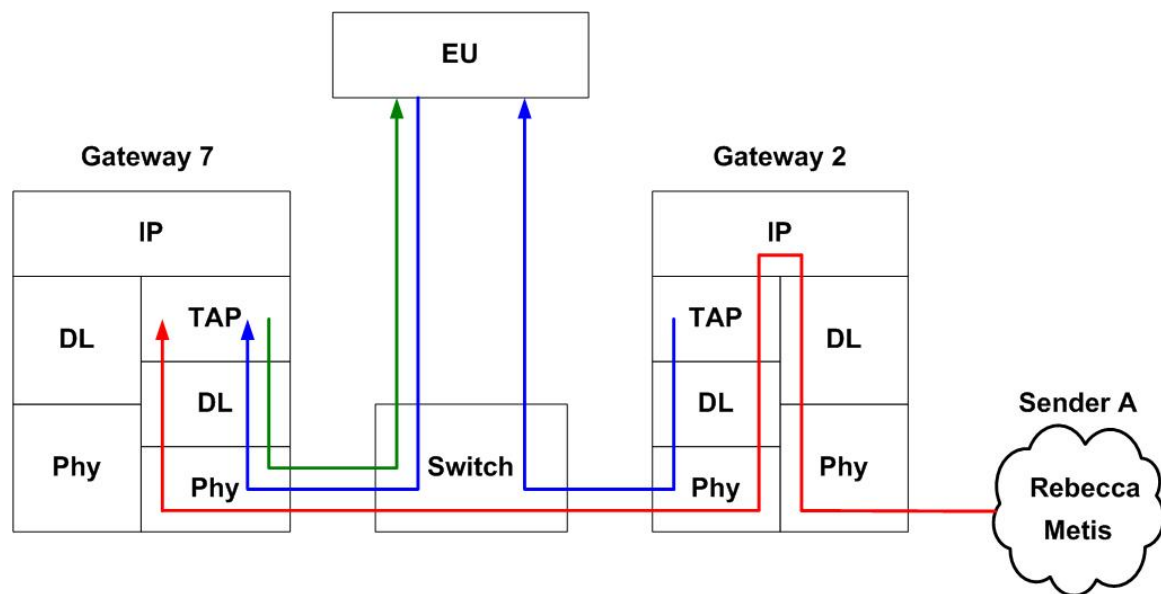 EU
Gateway 7
Gateway 2
IP
IP
DL
TAP
TAP
DL
DL
DL
Sender A
Phy
Phy
Switch
Phy
Phy
Rebecca
Metis